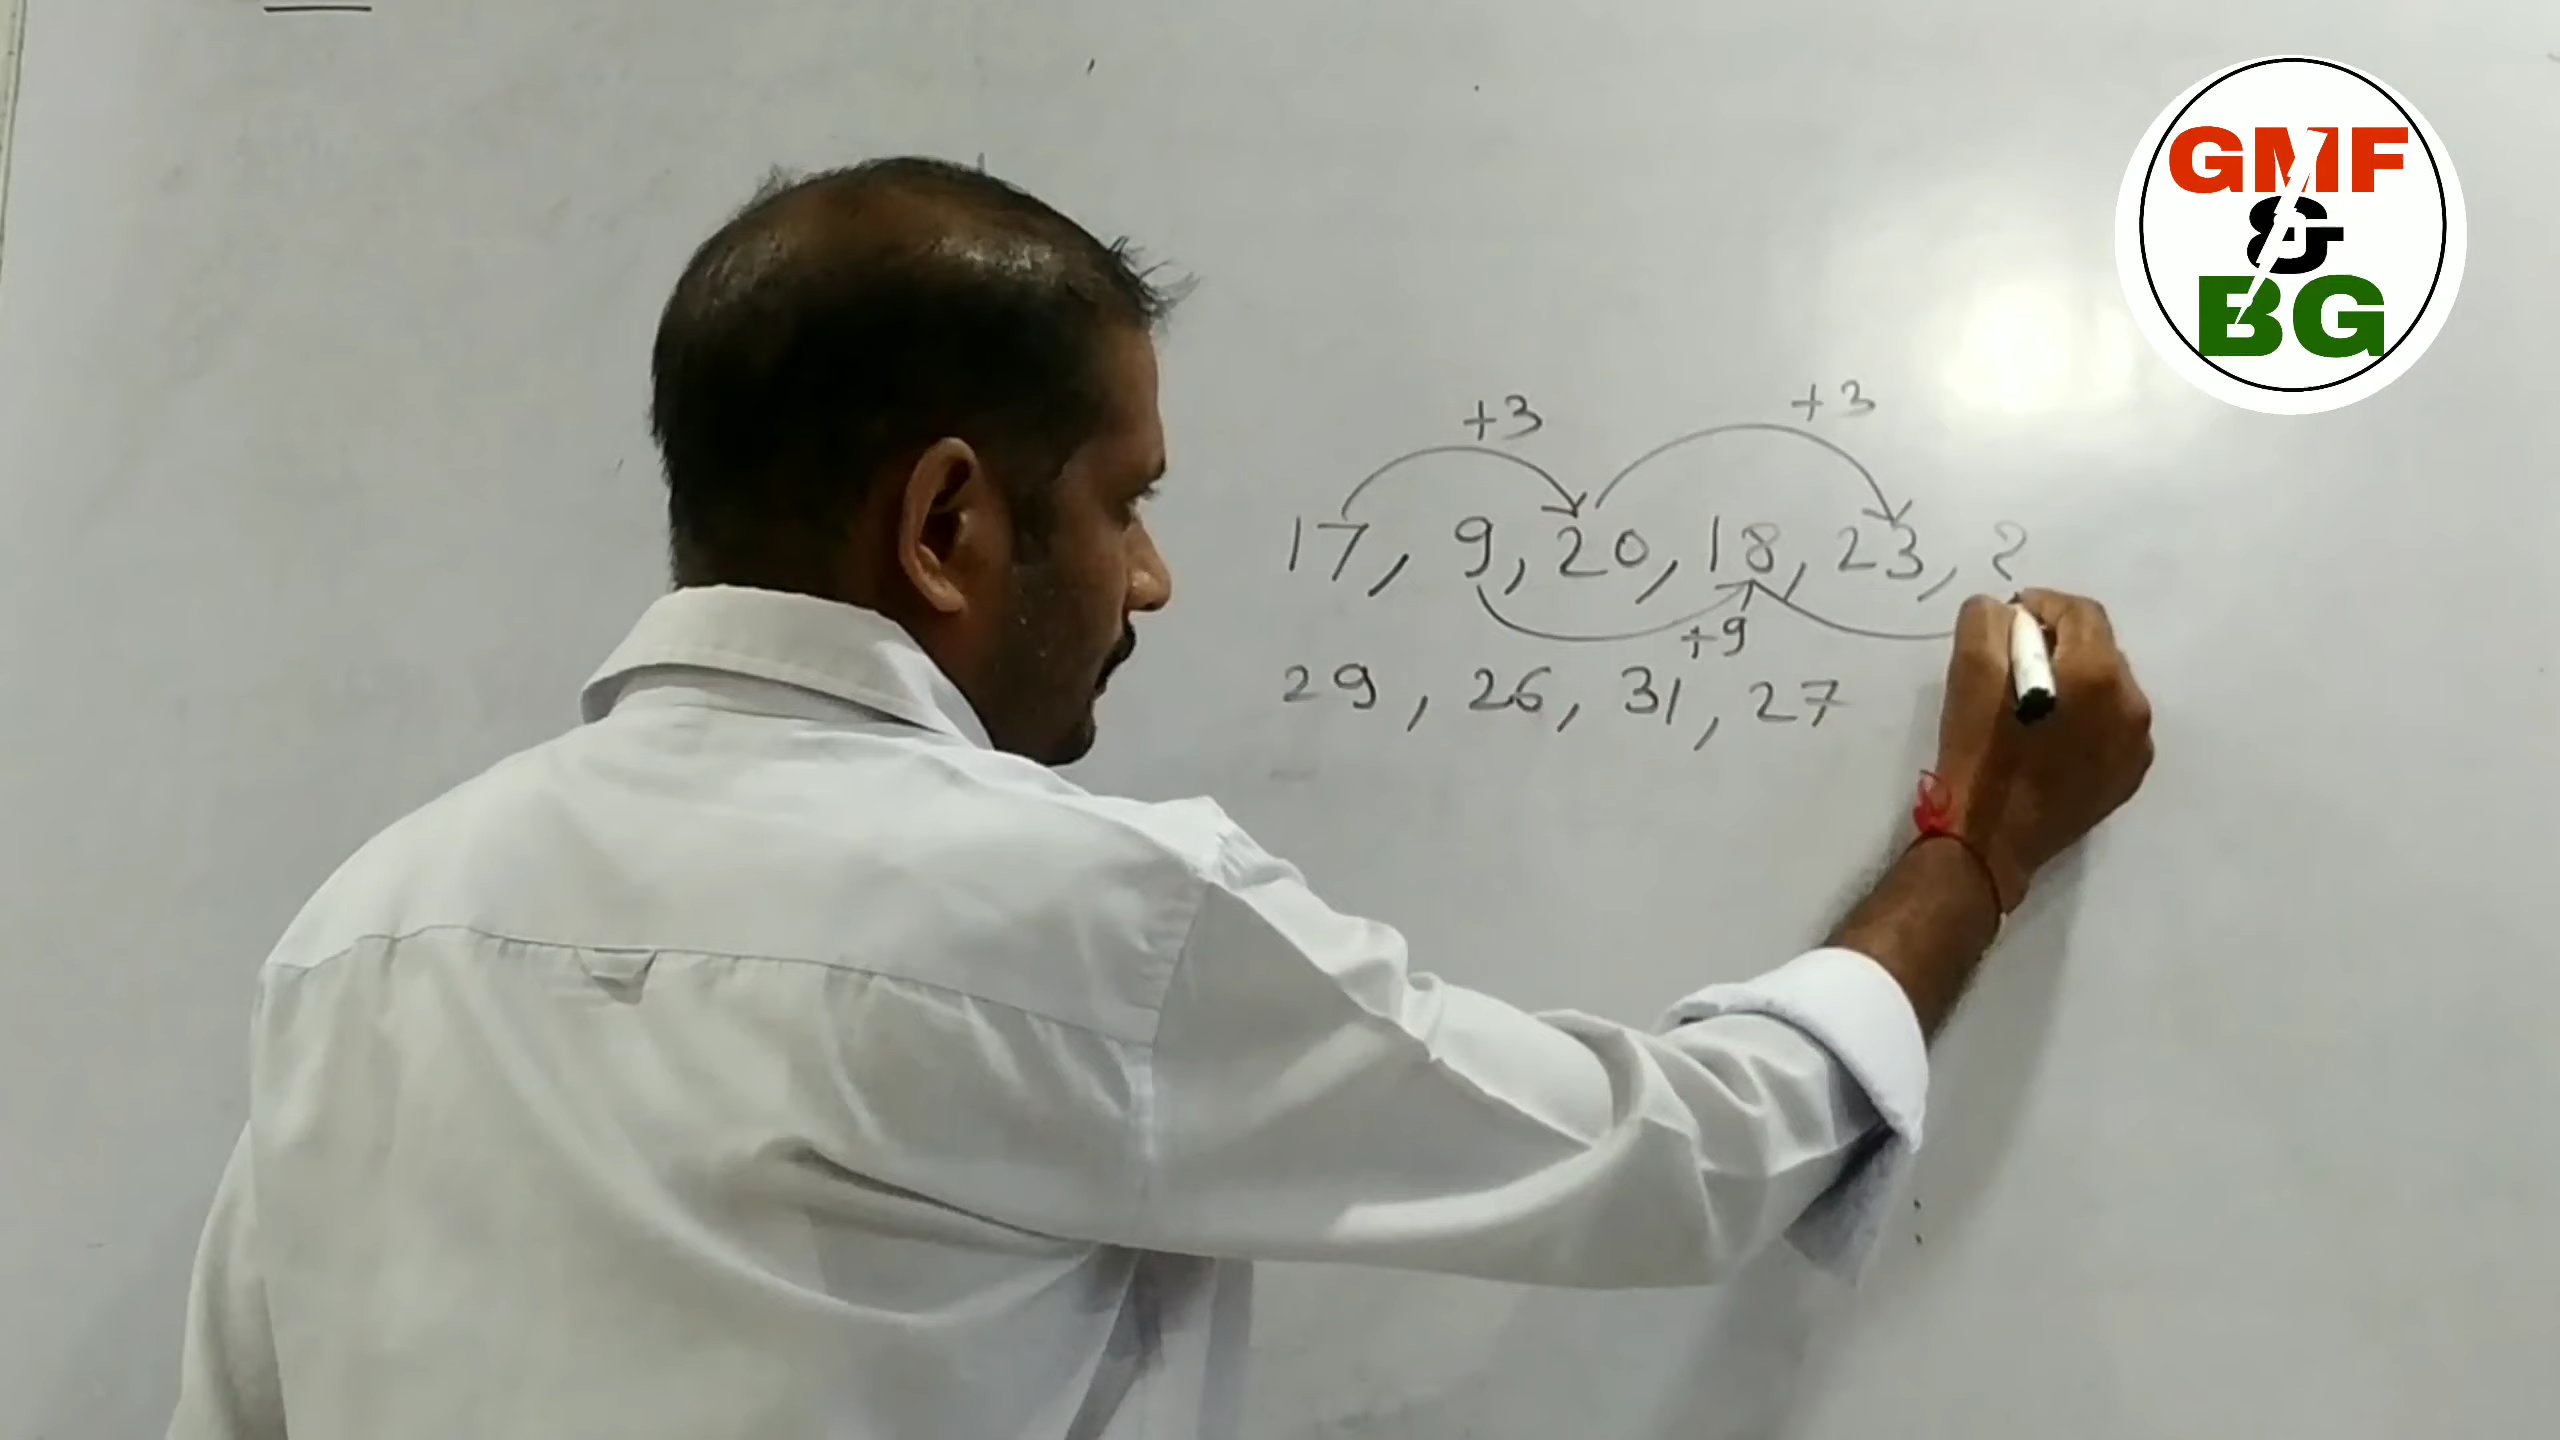 GMF
&
BG
+3 +3
17, 9, 20, 18, 23, ?
+9
29, 26, 31, 27